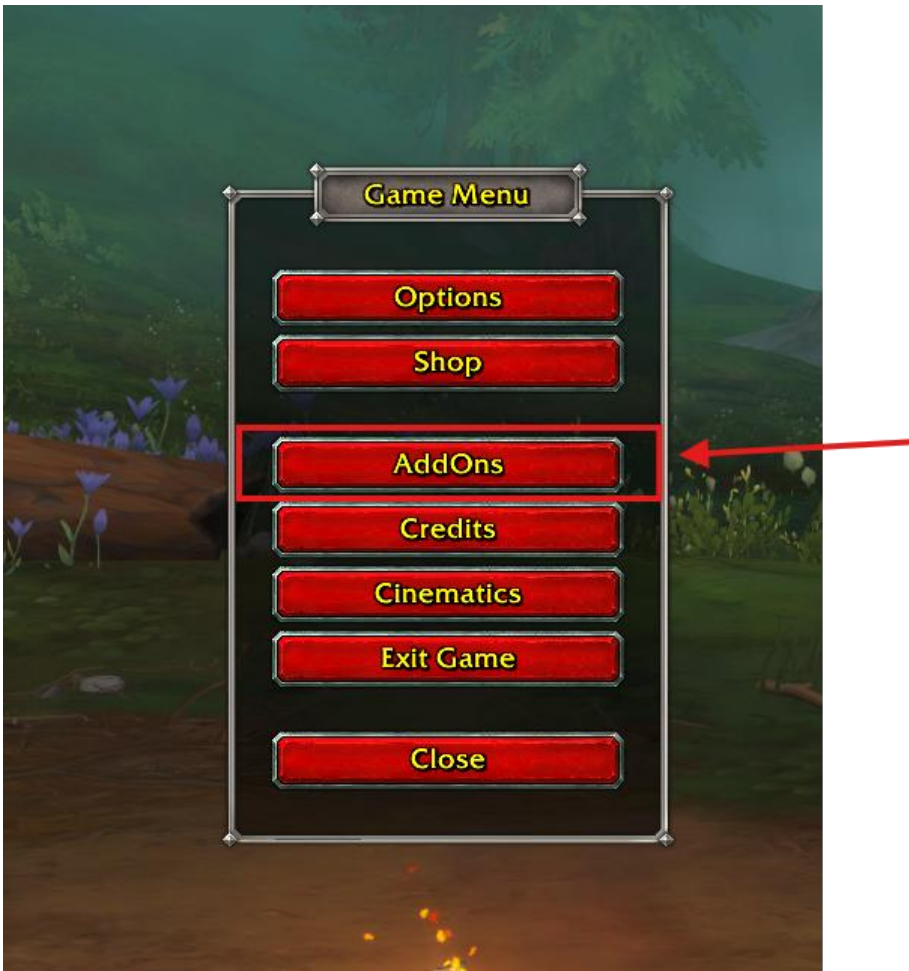 Game Menu
Options
Shop
AddOns
Credits
Cinematics
Exit Game
Close